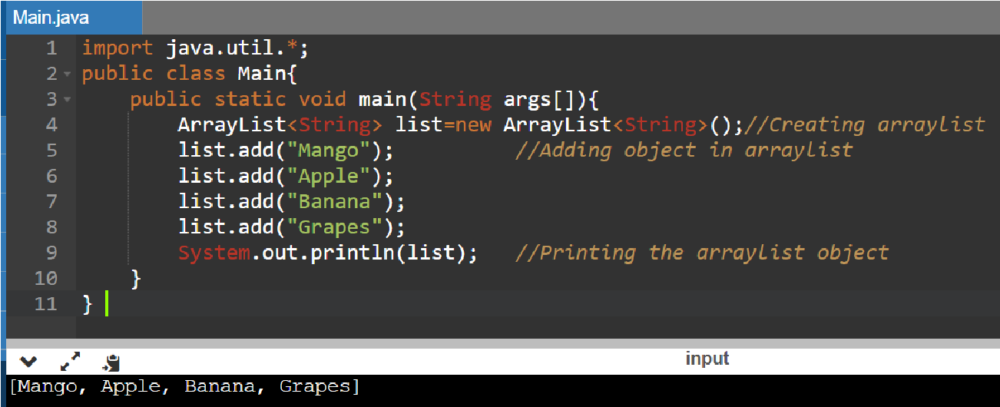 Main.java
1 import java.util.*;
2 public class Main{
3     public static void main(String args[]){
4         ArrayList<String> list=new ArrayList<String>();//Creating arraylist
5         list.add("Mango");          //Adding object in arraylist
6         list.add("Apple");
7         list.add("Banana");
8         list.add("Grapes");
9         System.out.println(list);   //Printing the arraylist object
10     }
11 }
input
[Mango, Apple, Banana, Grapes]